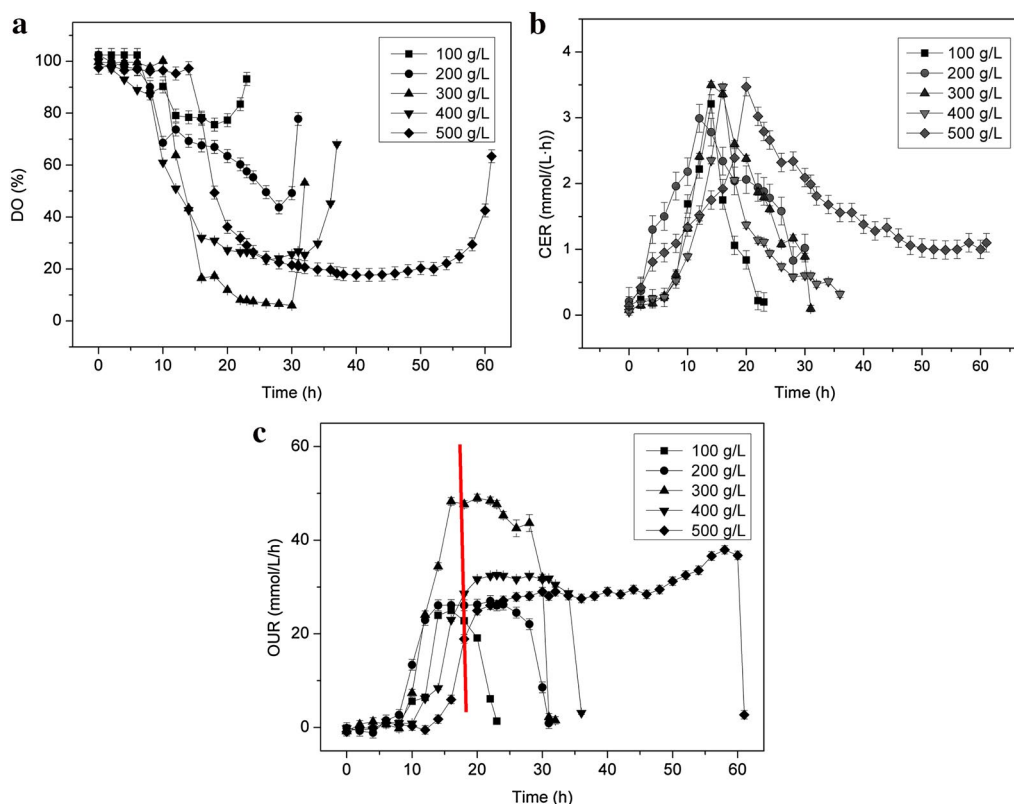 a
DO (%)
100
80
60
40
20
0
100 g/L
200 g/L
300 g/L
400 g/L
500 g/L
0 10 20 30 40 50 60
Time (h)
b
CER (mmol/(L·h))
4
3
2
1
0
100 g/L
200 g/L
300 g/L
400 g/L
500 g/L
0 10 20 30 40 50 60
Time (h)
c
OUR (mmol/L/h)
60
40
20
0
100 g/L
200 g/L
300 g/L
400 g/L
500 g/L
0 10 20 30 40 50 60
Time (h)